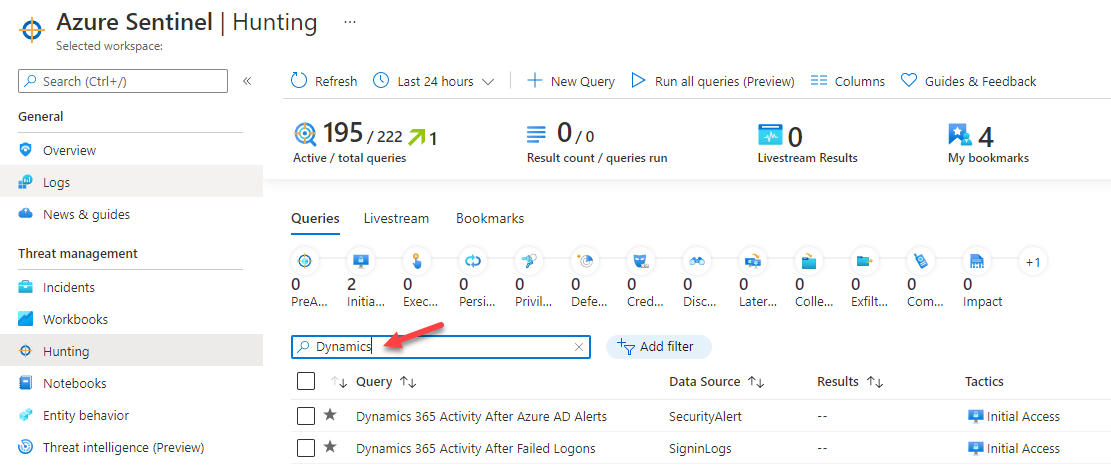 Azure Sentinel | Hunting ...
Selected workspace:
Search (Ctrl+/)
«
Refresh
Last 24 hours
New Query
Run all queries (Preview)
Columns
Guides & Feedback
General
Overview
Logs
News & guides
Threat management
Incidents
Workbooks
Hunting
Notebooks
Entity behavior
Threat intelligence (Preview)
195 / 222 1
Active / total queries
0 / 0
Result count / queries run
0
Livestream Results
4
My bookmarks
Queries Livestream Bookmarks
0 2 0 0 0 0 0 0 0 0 0 0 0 +1
PreA... Initia... Exec... Persi... Privil... Defe... Cred... Disc... Later... Colle... Exfilt... Com... Impact
Dynamics
Add filter
Query Data Source Results Tactics
Dynamics 365 Activity After Azure AD Alerts SecurityAlert -- Initial Access
Dynamics 365 Activity After Failed Logons SigninLogs -- Initial Access